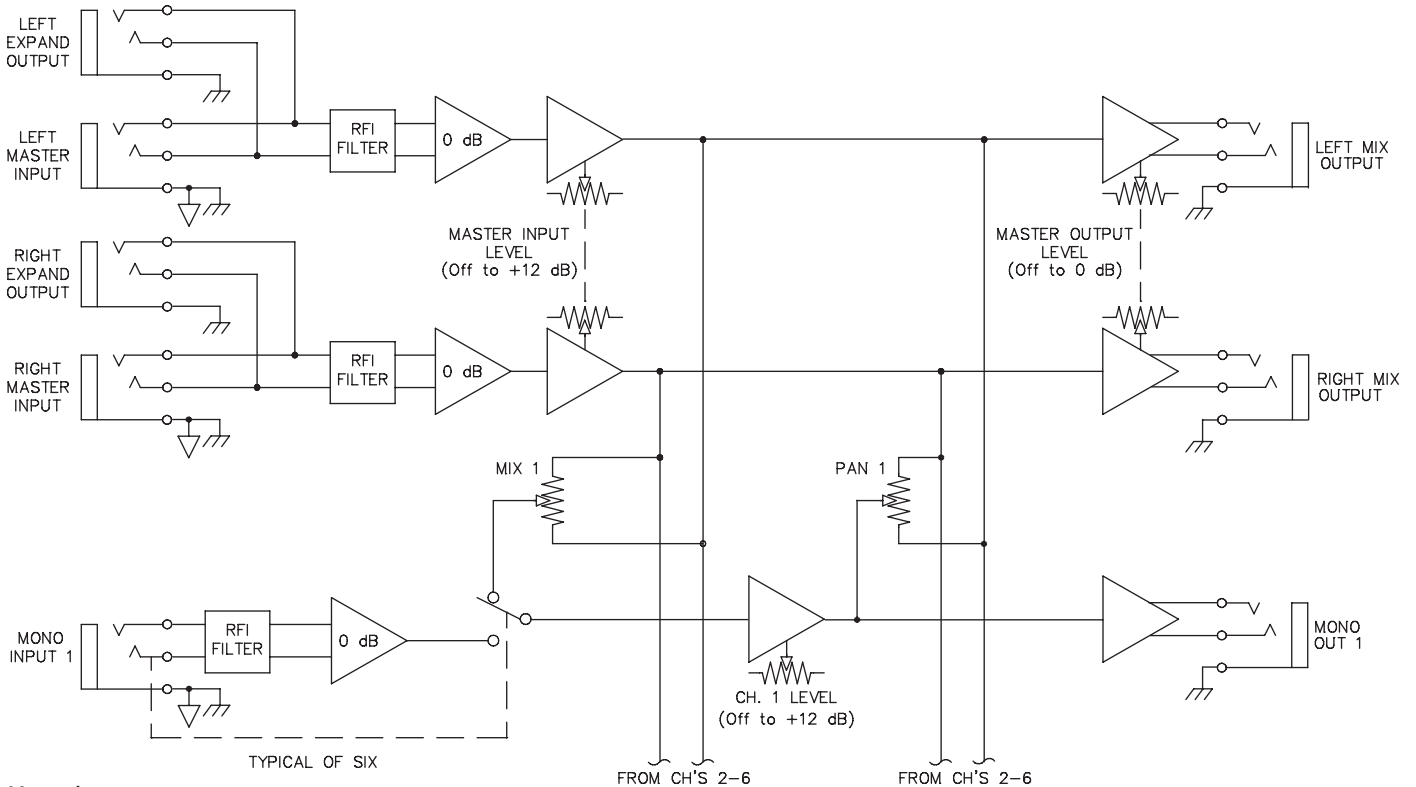 LEFT
EXPAND
OUTPUT
LEFT
MASTER
INPUT
RFI
FILTER
0 dB
LEFT MIX
OUTPUT
MASTER INPUT
LEVEL
(Off to +12 dB)
MASTER OUTPUT
LEVEL
(Off to 0 dB)
RIGHT
EXPAND
OUTPUT
RIGHT
MASTER
INPUT
RFI
FILTER
0 dB
RIGHT MIX
OUTPUT
MIX 1
PAN 1
MONO
INPUT 1
RFI
FILTER
0 dB
CH. 1 LEVEL
(Off to +12 dB)
MONO
OUT 1
TYPICAL OF SIX
FROM CH'S 2-6
FROM CH'S 2-6